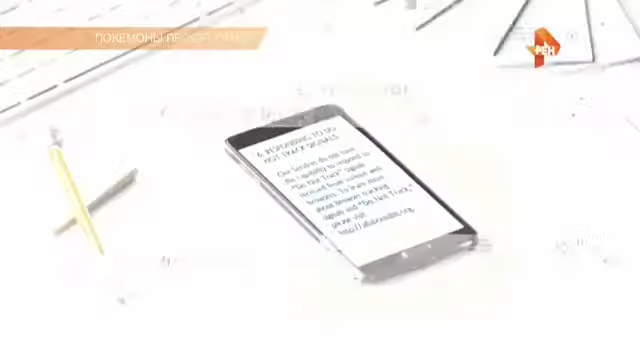 ПОКЕМОНЫ ПРОТИВ
РЕН
6. RESPONDING TO DO
NOT TRACK SIGNALS
Our Services do not have
the capability to respond to
"Do Not Track" signals
received from various web
browsers. To learn more
about browser tracking
signals and "Do Not Track,"
please visit
http://allaboutdnt.org